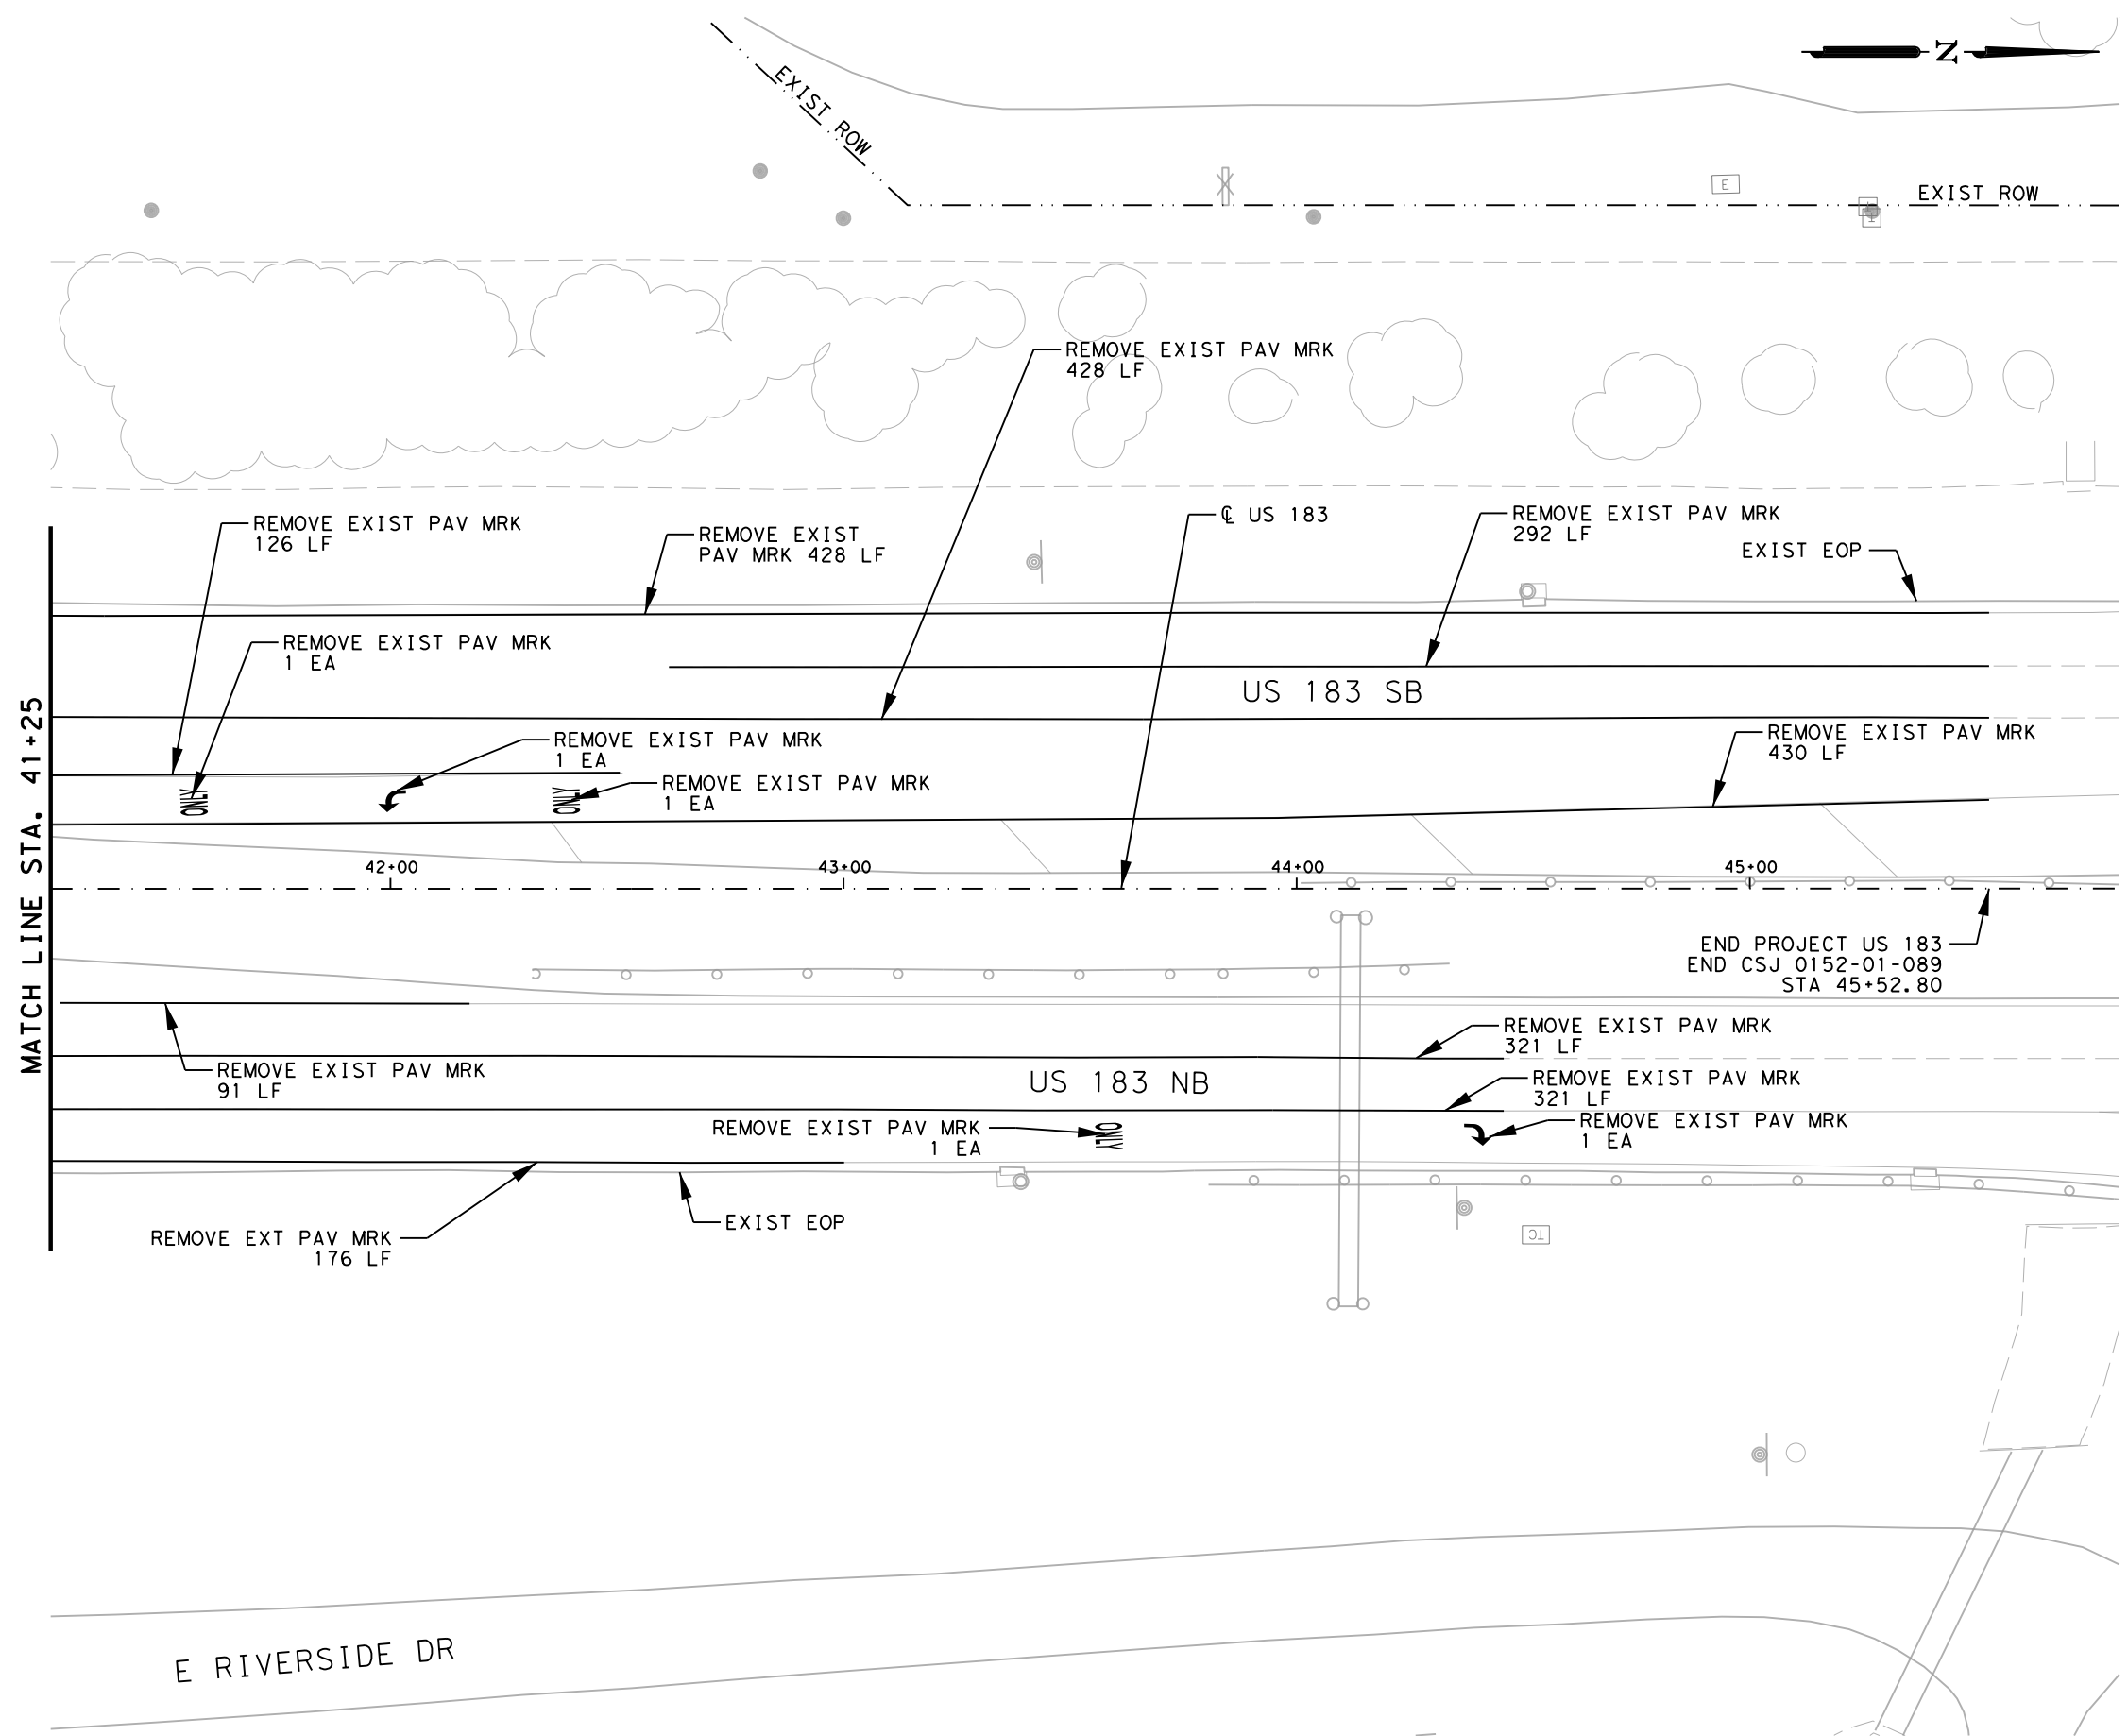 N
EXIST ROW
EXIST ROW
E
REMOVE EXIST PAV MRK
428 LF
REMOVE EXIST PAV MRK
126 LF
REMOVE EXIST
PAV MRK 428 LF
℄ US 183
REMOVE EXIST PAV MRK
292 LF
EXIST EOP
REMOVE EXIST PAV MRK
1 EA
US 183 SB
REMOVE EXIST PAV MRK
1 EA
REMOVE EXIST PAV MRK
430 LF
REMOVE EXIST PAV MRK
1 EA
ONLY
ONLY
MATCH LINE STA. 41+25
42+00
43+00
44+00
45+00
END PROJECT US 183
END CSJ 0152-01-089
STA 45+52.80
REMOVE EXIST PAV MRK
321 LF
REMOVE EXIST PAV MRK
91 LF
US 183 NB
REMOVE EXIST PAV MRK
321 LF
REMOVE EXIST PAV MRK
1 EA
ONLY
REMOVE EXIST PAV MRK
1 EA
EXIST EOP
REMOVE EXT PAV MRK
176 LF
TC
E RIVERSIDE DR